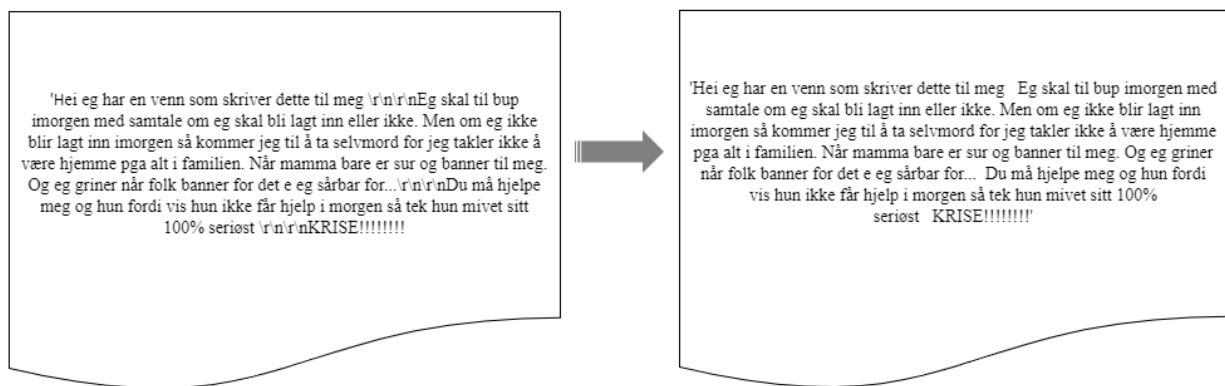 'Hei eg har en venn som skriver dette til meg \r\n\r\nEg skal til bup
imorgen med samtale om eg skal bli lagt inn eller ikke. Men om eg ikke
blir lagt inn imorgen så kommer jeg til å ta selvmord for jeg takler ikke å
være hjemme pga alt i familien. Når mamma bare er sur og banner til meg.
Og eg griner når folk banner for det e eg sårbar for...\r\n\r\nDu må hjelpe
meg og hun fordi vis hun ikke får hjelp i morgen så tek hun mivet sitt
100% seriøst \r\n\r\nKRISE!!!!!!!!
'Hei eg har en venn som skriver dette til meg   Eg skal til bup imorgen med
samtale om eg skal bli lagt inn eller ikke. Men om eg ikke blir lagt inn
imorgen så kommer jeg til å ta selvmord for jeg takler ikke å være hjemme
pga alt i familien. Når mamma bare er sur og banner til meg. Og eg griner
når folk banner for det e eg sårbar for...  Du må hjelpe meg og hun fordi
vis hun ikke får hjelp i morgen så tek hun mivet sitt 100%
seriøst   KRISE!!!!!!!!'